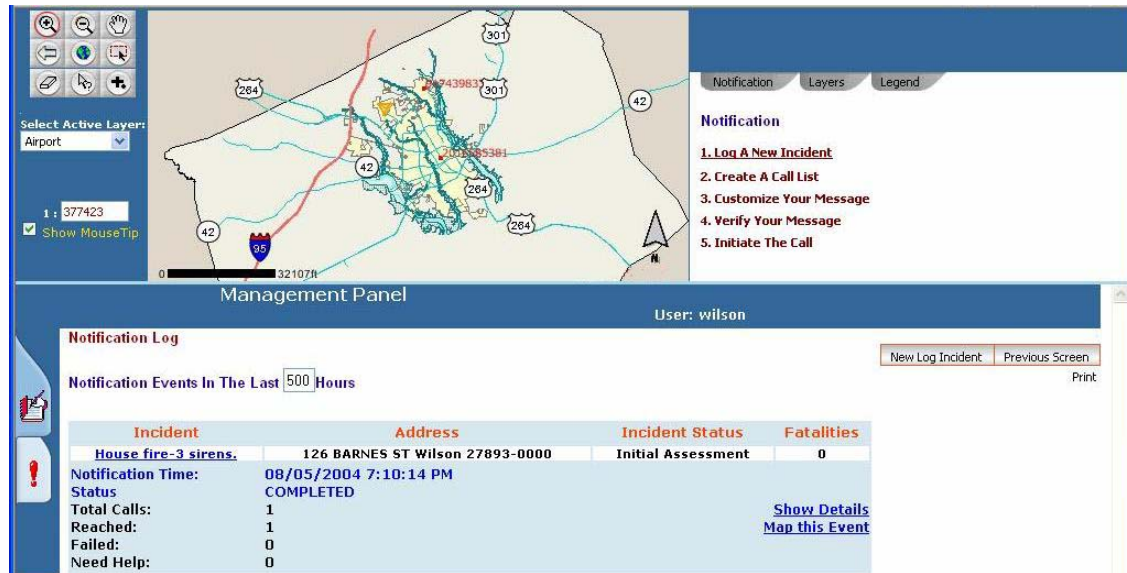 301
264
301
42
42
264
264
42
95
0 32107ft
N
Select Active Layer:
Airport
1 : 377423
Show MouseTip
Notification Layers Legend
Notification
1. Log A New Incident
2. Create A Call List
3. Customize Your Message
4. Verify Your Message
5. Initiate The Call
Management Panel
User: wilson
Notification Log
New Log Incident Previous Screen
Print
Notification Events In The Last 500 Hours
Incident Address Incident Status Fatalities
House fire-3 sirens. 126 BARNES ST Wilson 27893-0000 Initial Assessment 0
Notification Time: 08/05/2004 7:10:14 PM
Status COMPLETED
Total Calls: 1 Show Details
Reached: 1 Map this Event
Failed: 0
Need Help: 0